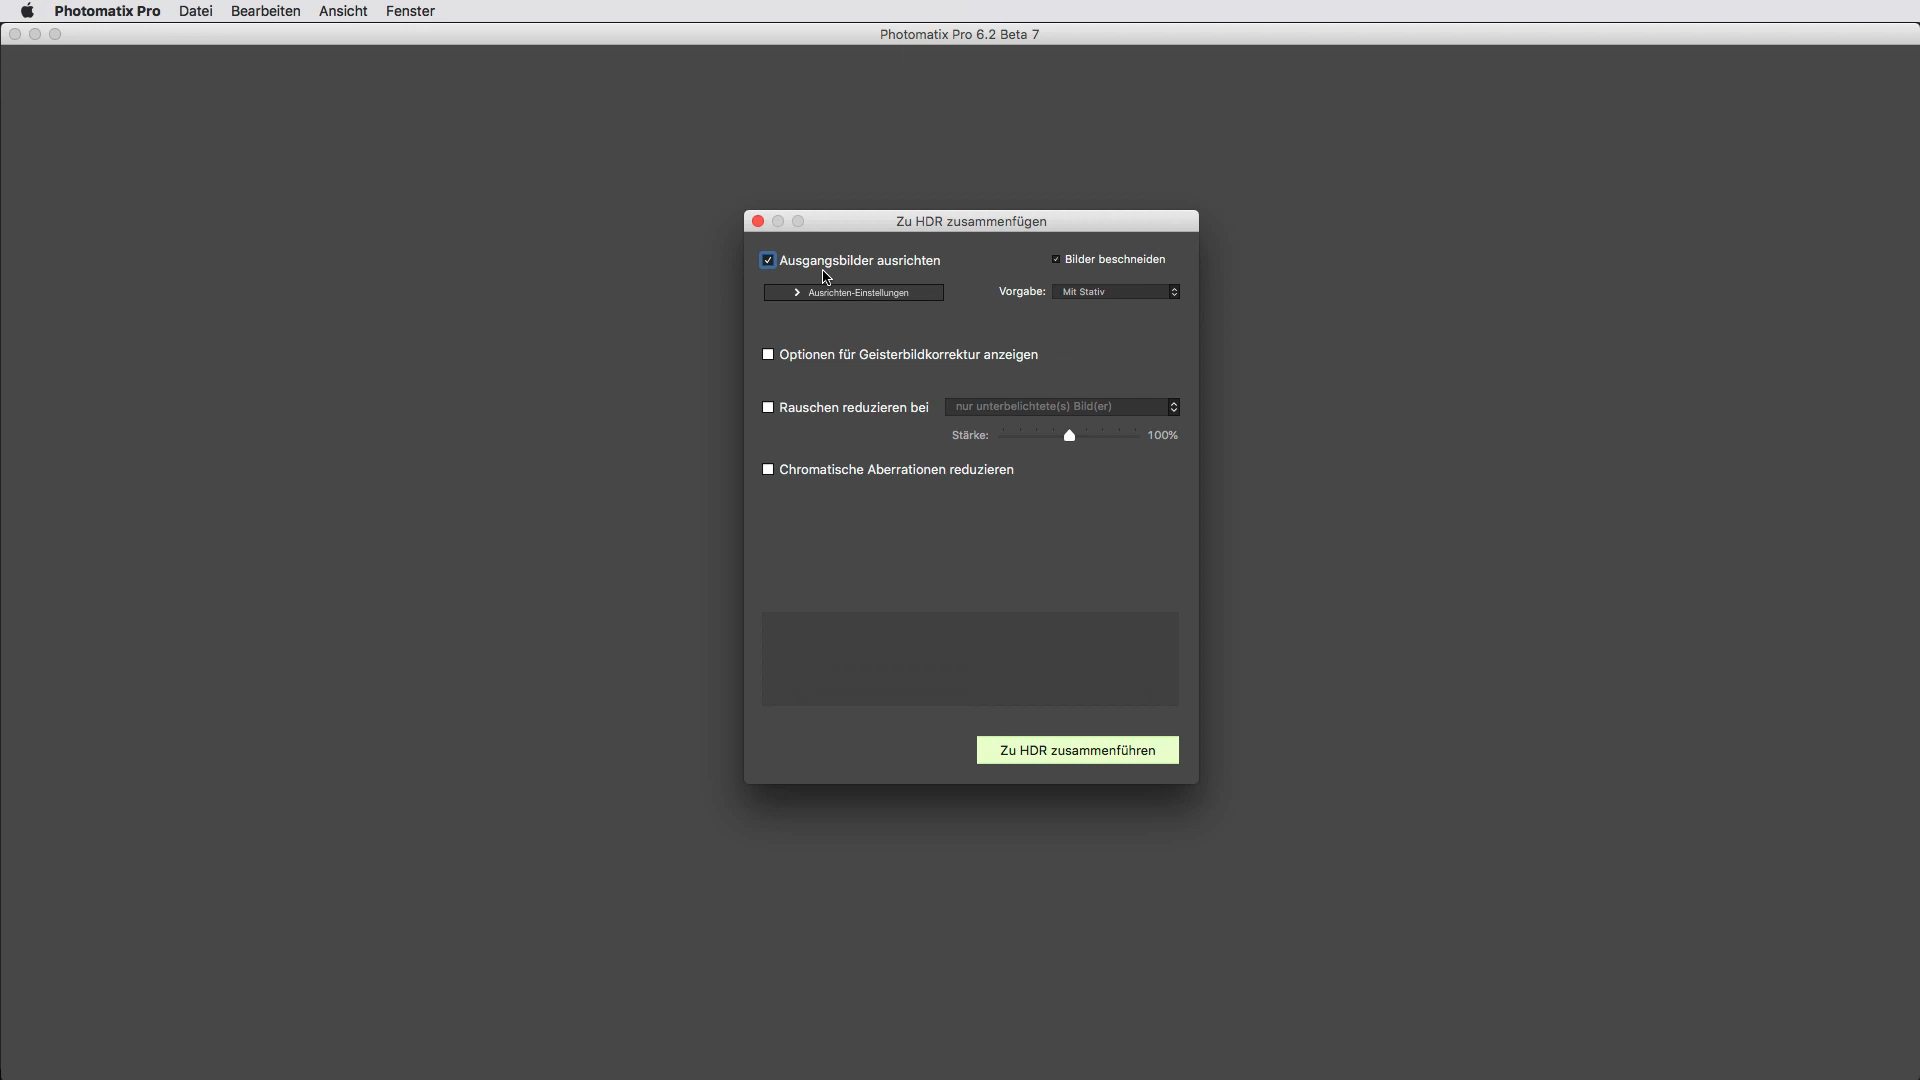 Photomatix Pro Datei Bearbeiten Ansicht Fenster
Photomatix Pro 6.2 Beta 7
Zu HDR zusammenfügen
Ausgangsbilder ausrichten Bilder beschneiden
Ausrichten-Einstellungen Vorgabe: Mit Stativ
Optionen für Geisterbildkorrektur anzeigen
Rauschen reduzieren bei nur unterbelichtete(s) Bild(er)
Stärke: 100%
Chromatische Aberrationen reduzieren
Zu HDR zusammenführen